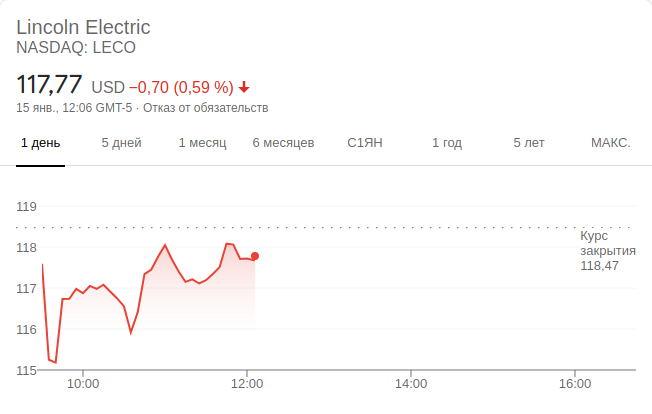 Lincoln Electric
NASDAQ: LECO
117,77 USD −0,70 (0,59 %)
15 янв., 12:06 GMT-5 · Отказ от обязательств
1 день 5 дней 1 месяц 6 месяцев С1ЯН 1 год 5 лет МАКС.
119
118
117
116
115
Курс
закрытия
118,47
10:00 12:00 14:00 16:00